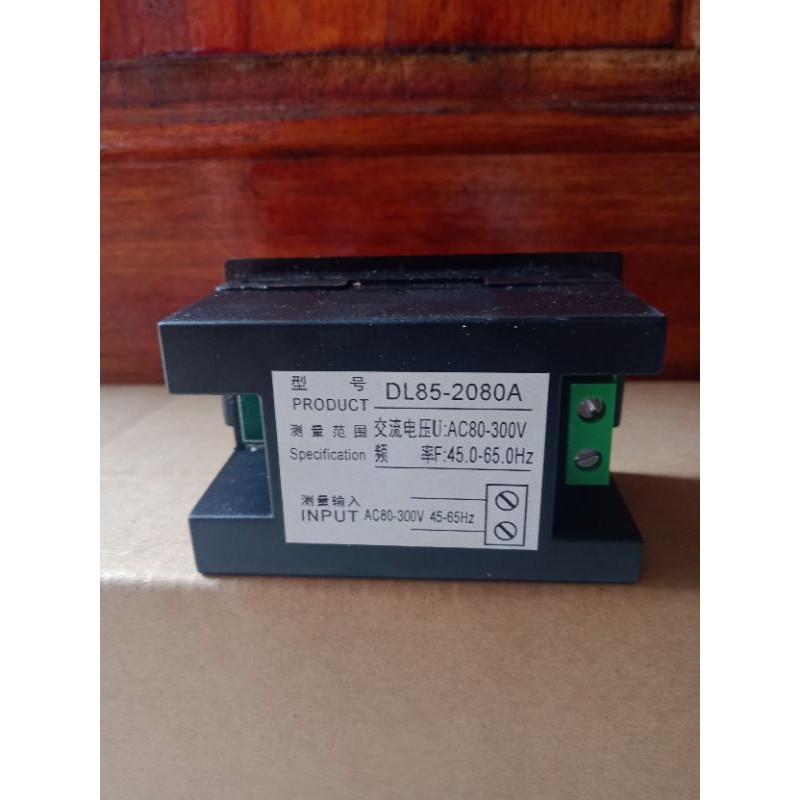 型 号
PRODUCT DL85-2080A
测量范围 交流电压U:AC80-300V
Specification 频 率F:45.0-65.0Hz
测量输入
INPUT AC80-300V 45-65Hz